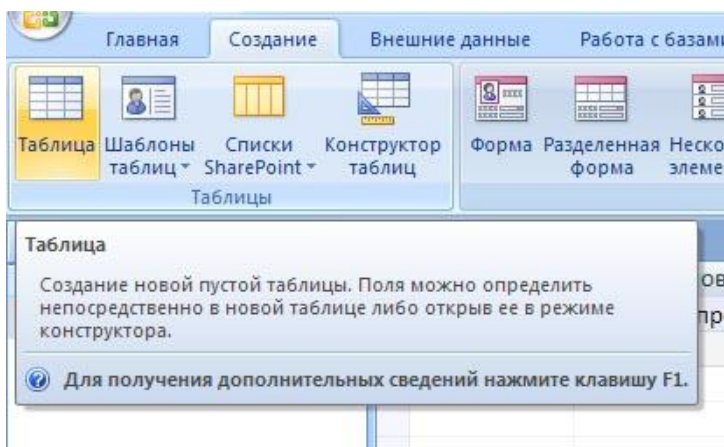 Главная Создание Внешние данные Работа с
Таблица Шаблоны таблиц Списки SharePoint Конструктор таблиц Форма Разделенная форма
Таблицы
Таблица
Создание новой пустой таблицы. Поля можно определить
непосредственно в новой таблице либо открыв ее в режиме
конструктора.
Для получения дополнительных сведений нажмите клавишу F1.